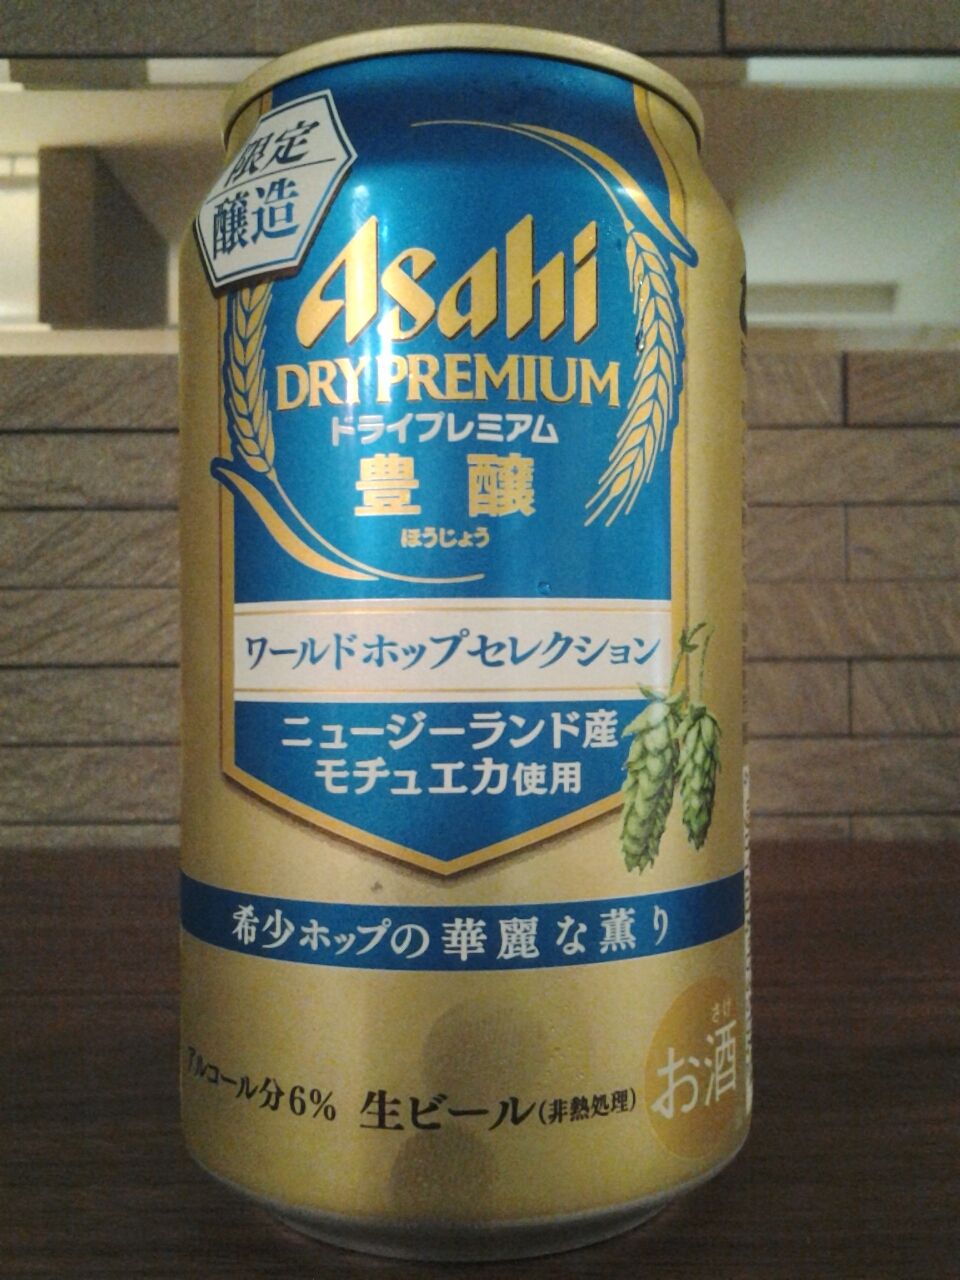 限定
醸造
Asahi
DRY PREMIUM
ドライプレミアム
豊醸
ほうじょう
ワールドホップセレクション
ニュージーランド産
モチュエカ使用
希少ホップの華麗な薫り
アルコール分6% 生ビール(非熱処理)
さけ
お酒